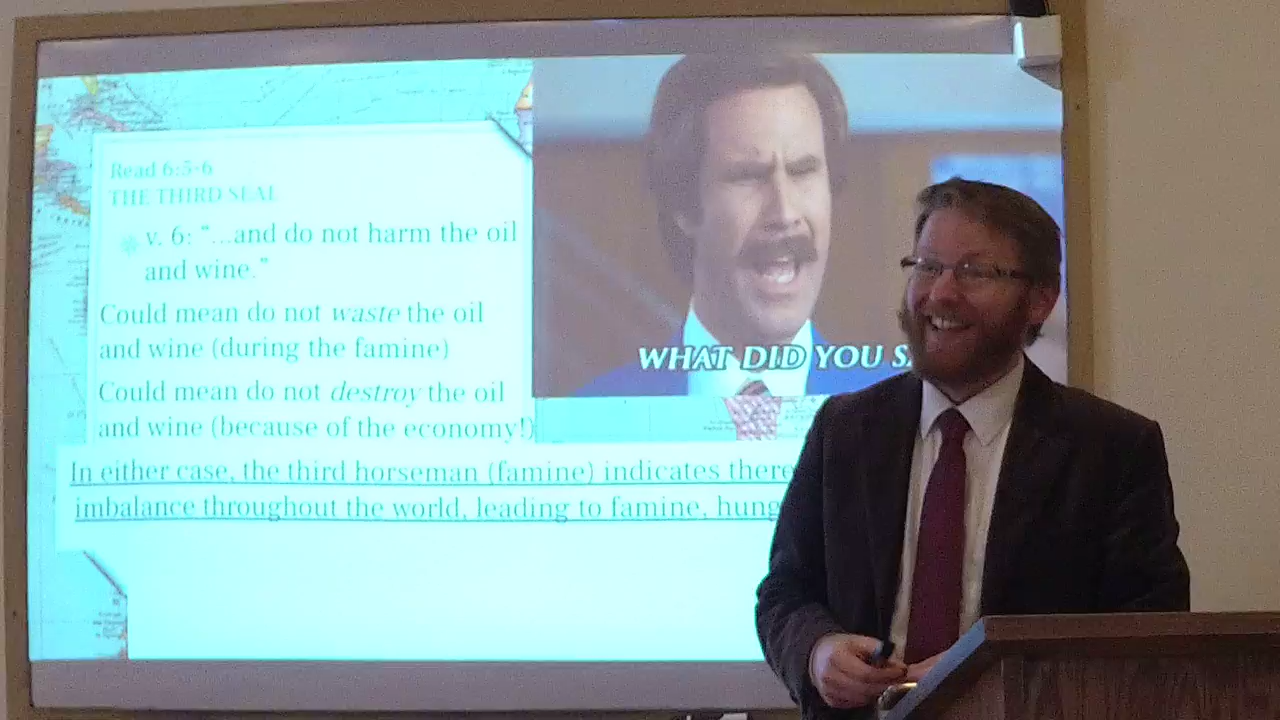 Read 6:5-6
THE THIRD SEAL
v. 6: "...and do not harm the oil
and wine."
Could mean do not waste the oil
and wine (during the famine)
Could mean do not destroy the oil
and wine (because of the economy!)
In either case, the third horseman (famine) indicates there
imbalance throughout the world, leading to famine, hung
WHAT DID YOU S